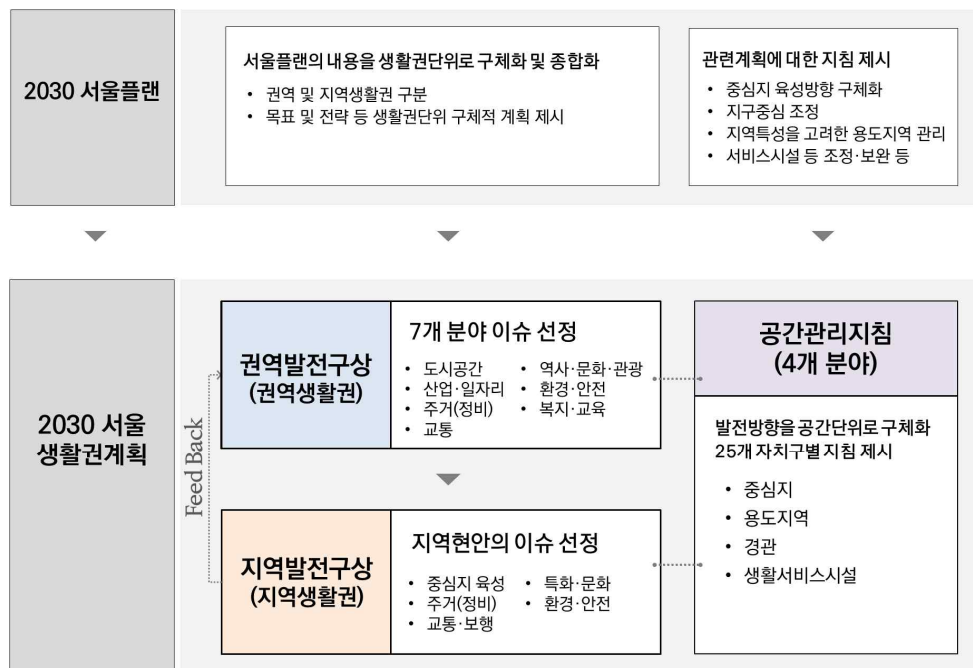 2030 서울플랜
서울플랜의 내용을 생활권단위로 구체화 및 종합화
• 권역 및 지역생활권 구분
• 목표 및 전략 등 생활권단위 구체적 계획 제시
관련계획에 대한 지침 제시
• 중심지 육성방향 구체화
• 지구중심 조정
• 지역특성을 고려한 용도지역 관리
• 서비스시설 등 조정·보완 등
2030 서울
생활권계획
Feed Back
권역발전구상
(권역생활권)
7개 분야 이슈 선정
• 도시공간
• 산업·일자리
• 주거(정비)
• 교통
• 역사·문화·관광
• 환경·안전
• 복지·교육
지역발전구상
(지역생활권)
지역현안의 이슈 선정
• 중심지 육성
• 주거(정비)
• 교통·보행
• 특화·문화
• 환경·안전
공간관리지침
(4개 분야)
발전방향을 공간단위로 구체화
25개 자치구별 지침 제시
• 중심지
• 용도지역
• 경관
• 생활서비스시설